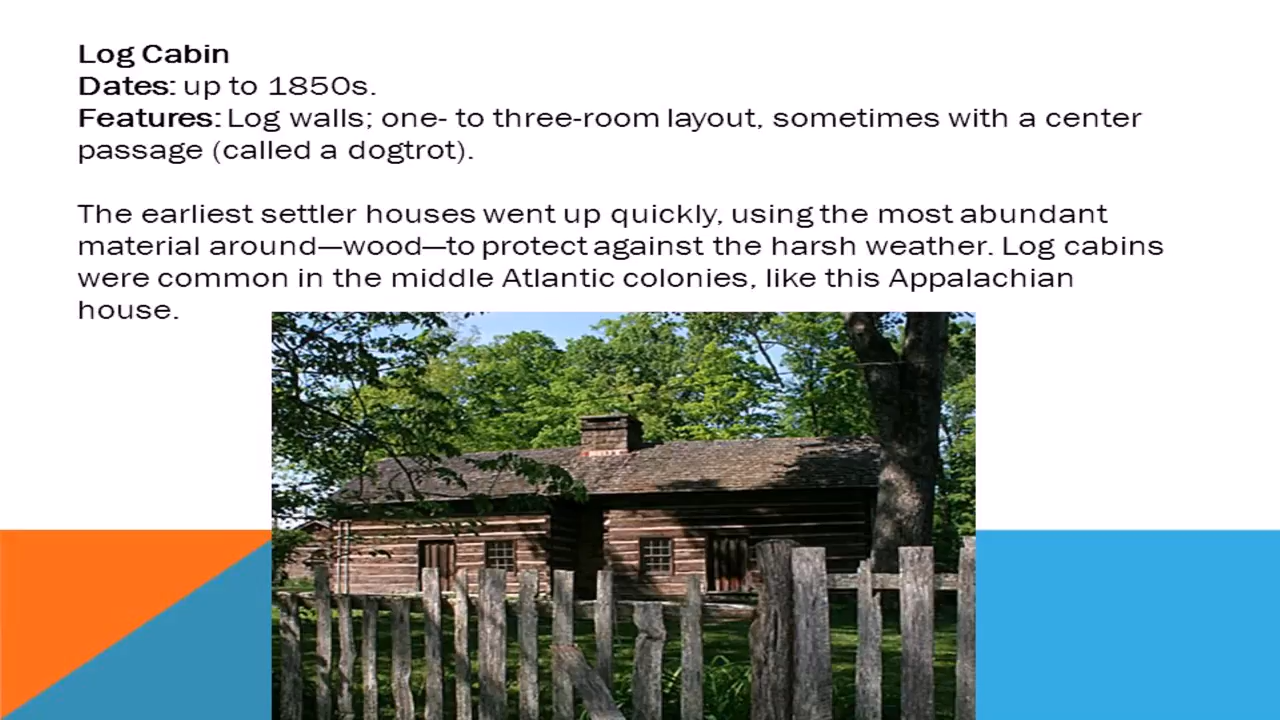 Log Cabin
Dates: up to 1850s.
Features: Log walls; one- to three-room layout, sometimes with a center
passage (called a dogtrot).
The earliest settler houses went up quickly, using the most abundant
material around—wood—to protect against the harsh weather. Log cabins
were common in the middle Atlantic colonies, like this Appalachian
house.